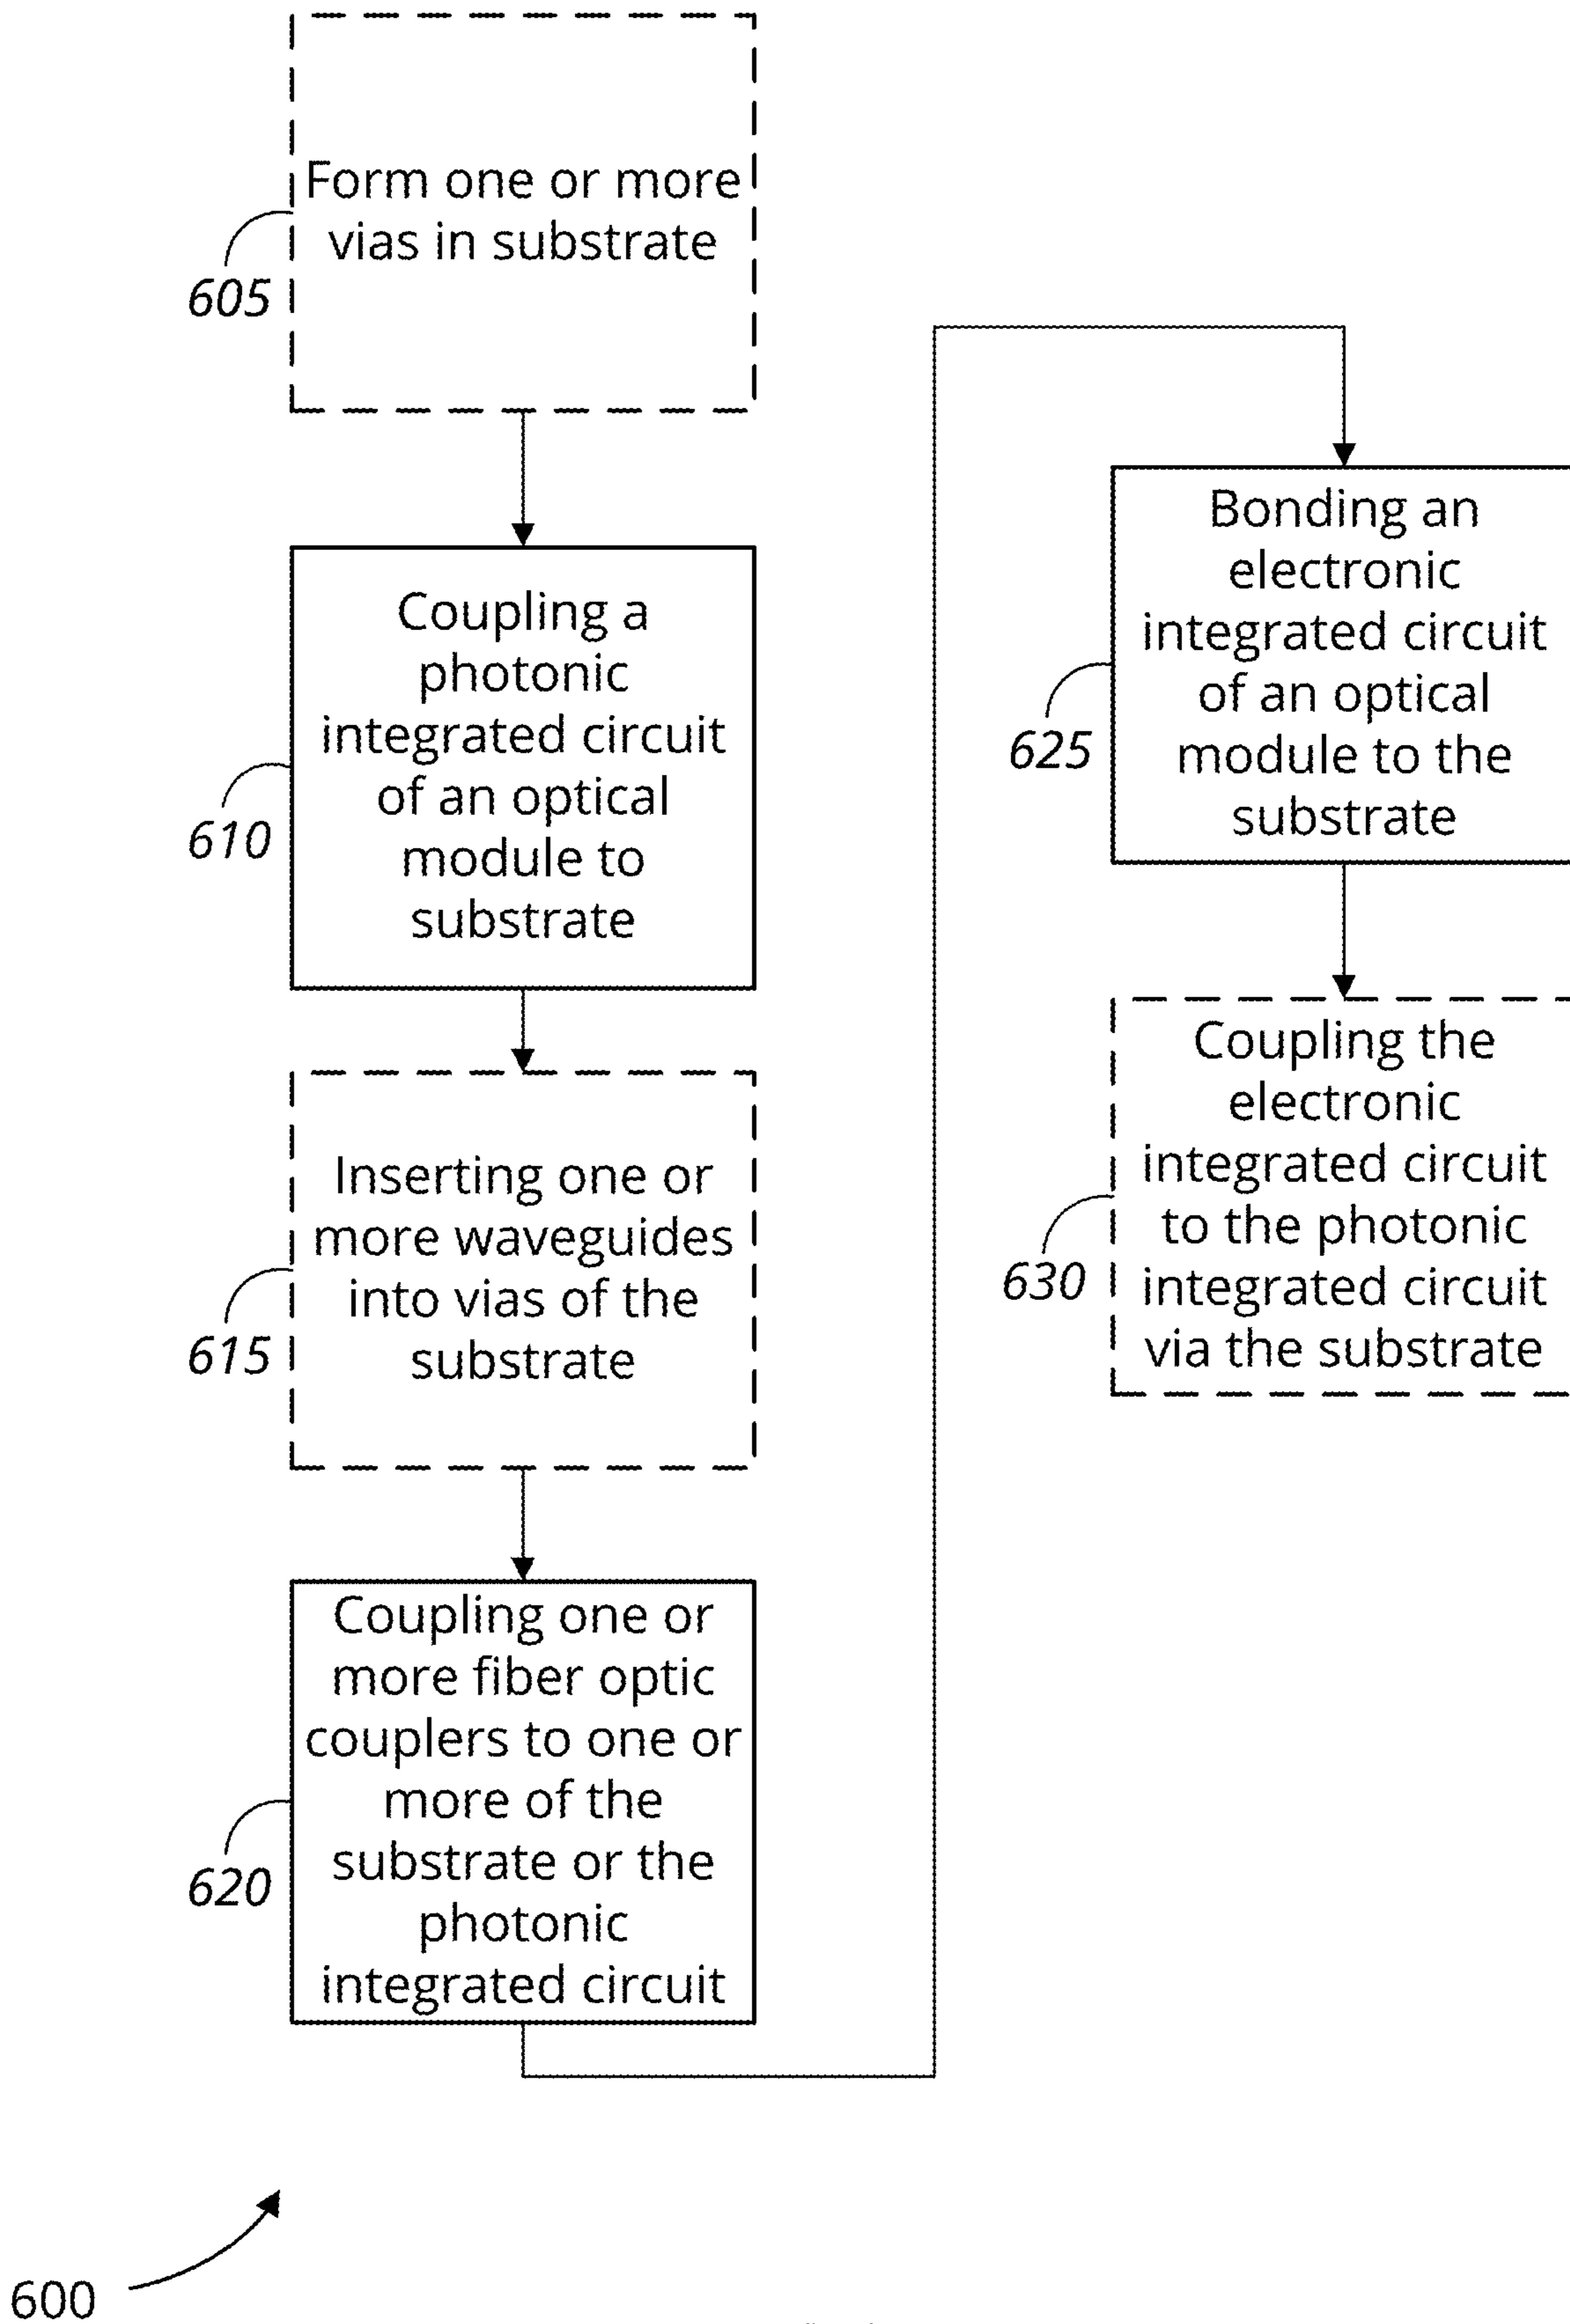 Form one or more
vias in substrate
605
Coupling a
photonic
integrated circuit
of an optical
module to
substrate
610
Inserting one or
more waveguides
into vias of the
substrate
615
Coupling one or
more fiber optic
couplers to one or
more of the
substrate or the
photonic
integrated circuit
620
Bonding an
electronic
integrated circuit
of an optical
module to the
substrate
625
Coupling the
electronic
integrated circuit
to the photonic
integrated circuit
via the substrate
630
600